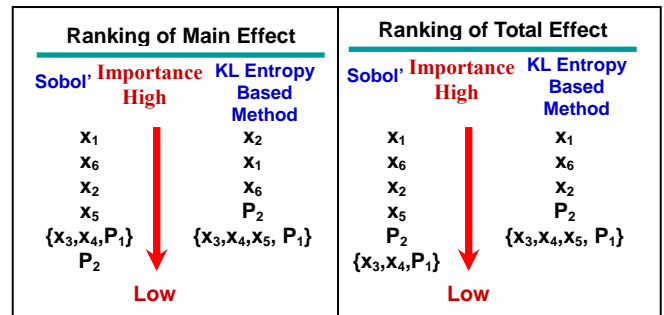 Ranking of Main Effect
Sobol’ Importance High KL Entropy Based Method
x₁ x₂
x₆ x₁
x₂ x₆
x₅ P₂
{x₃,x₄,P₁} {x₃,x₄,x₅, P₁}
P₂
Low
Ranking of Total Effect
Sobol’ Importance High KL Entropy Based Method
x₁ x₁
x₆ x₆
x₂ x₂
x₅ P₂
P₂ {x₃,x₄,x₅, P₁}
{x₃,x₄,P₁}
Low